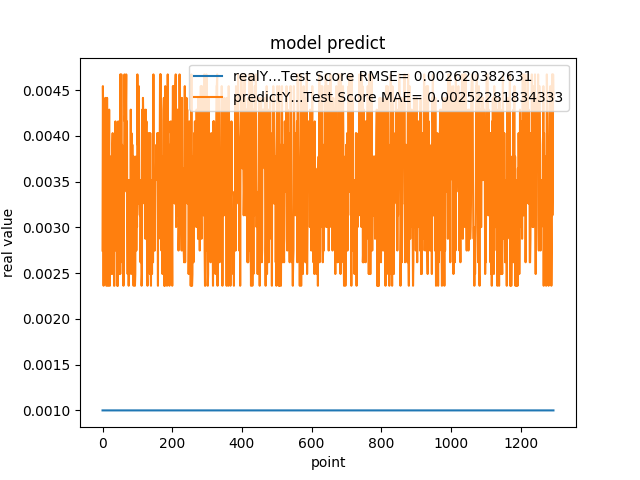 model predict
realY...Test Score RMSE= 0.002620382631
predictY...Test Score MAE= 0.00252281834333
0.0045
0.0040
0.0035
0.0030
0.0025
0.0020
0.0015
0.0010
real value
0 200 400 600 800 1000 1200
point